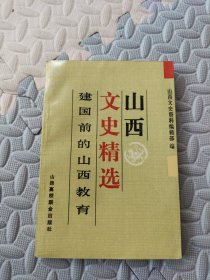 山西文史资料编辑部 编
山西
文史精选
建国前的山西教育
山西高校联合出版社